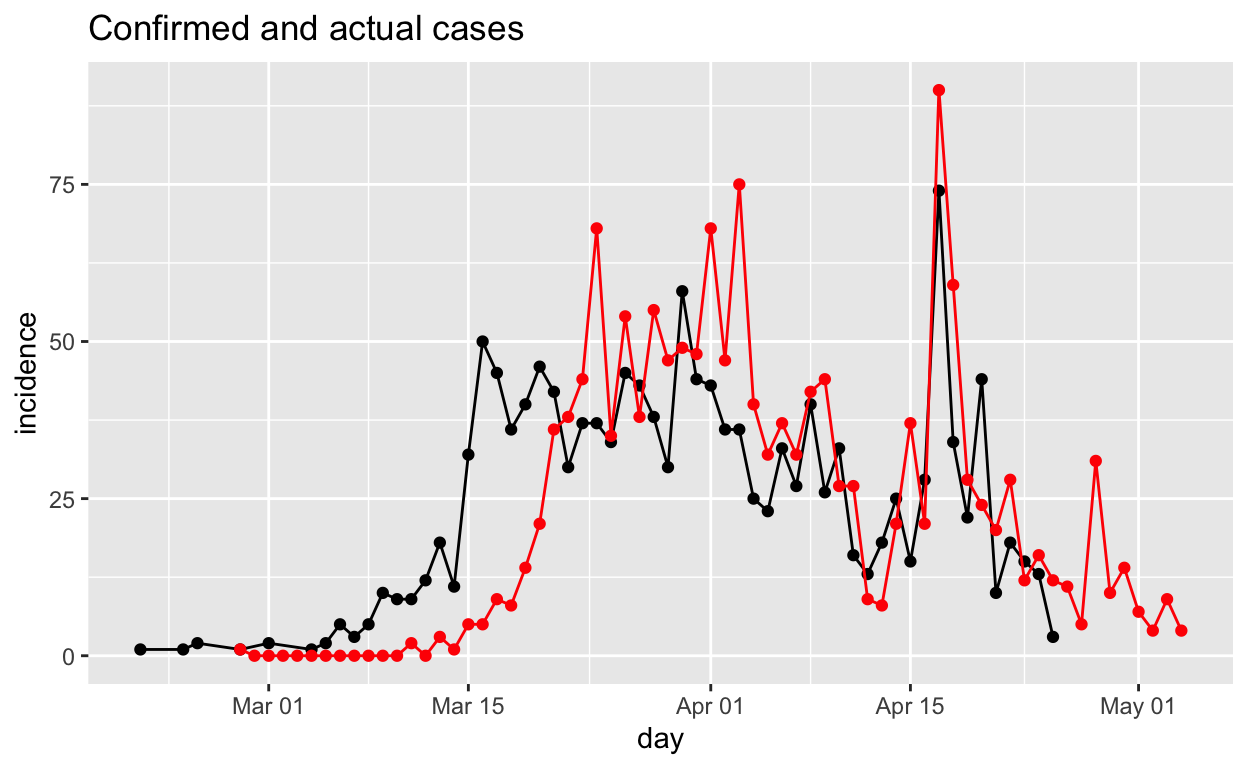 Confirmed and actual cases
incidence
75
50
25
0
Mar 01
Mar 15
Apr 01
Apr 15
May 01
day